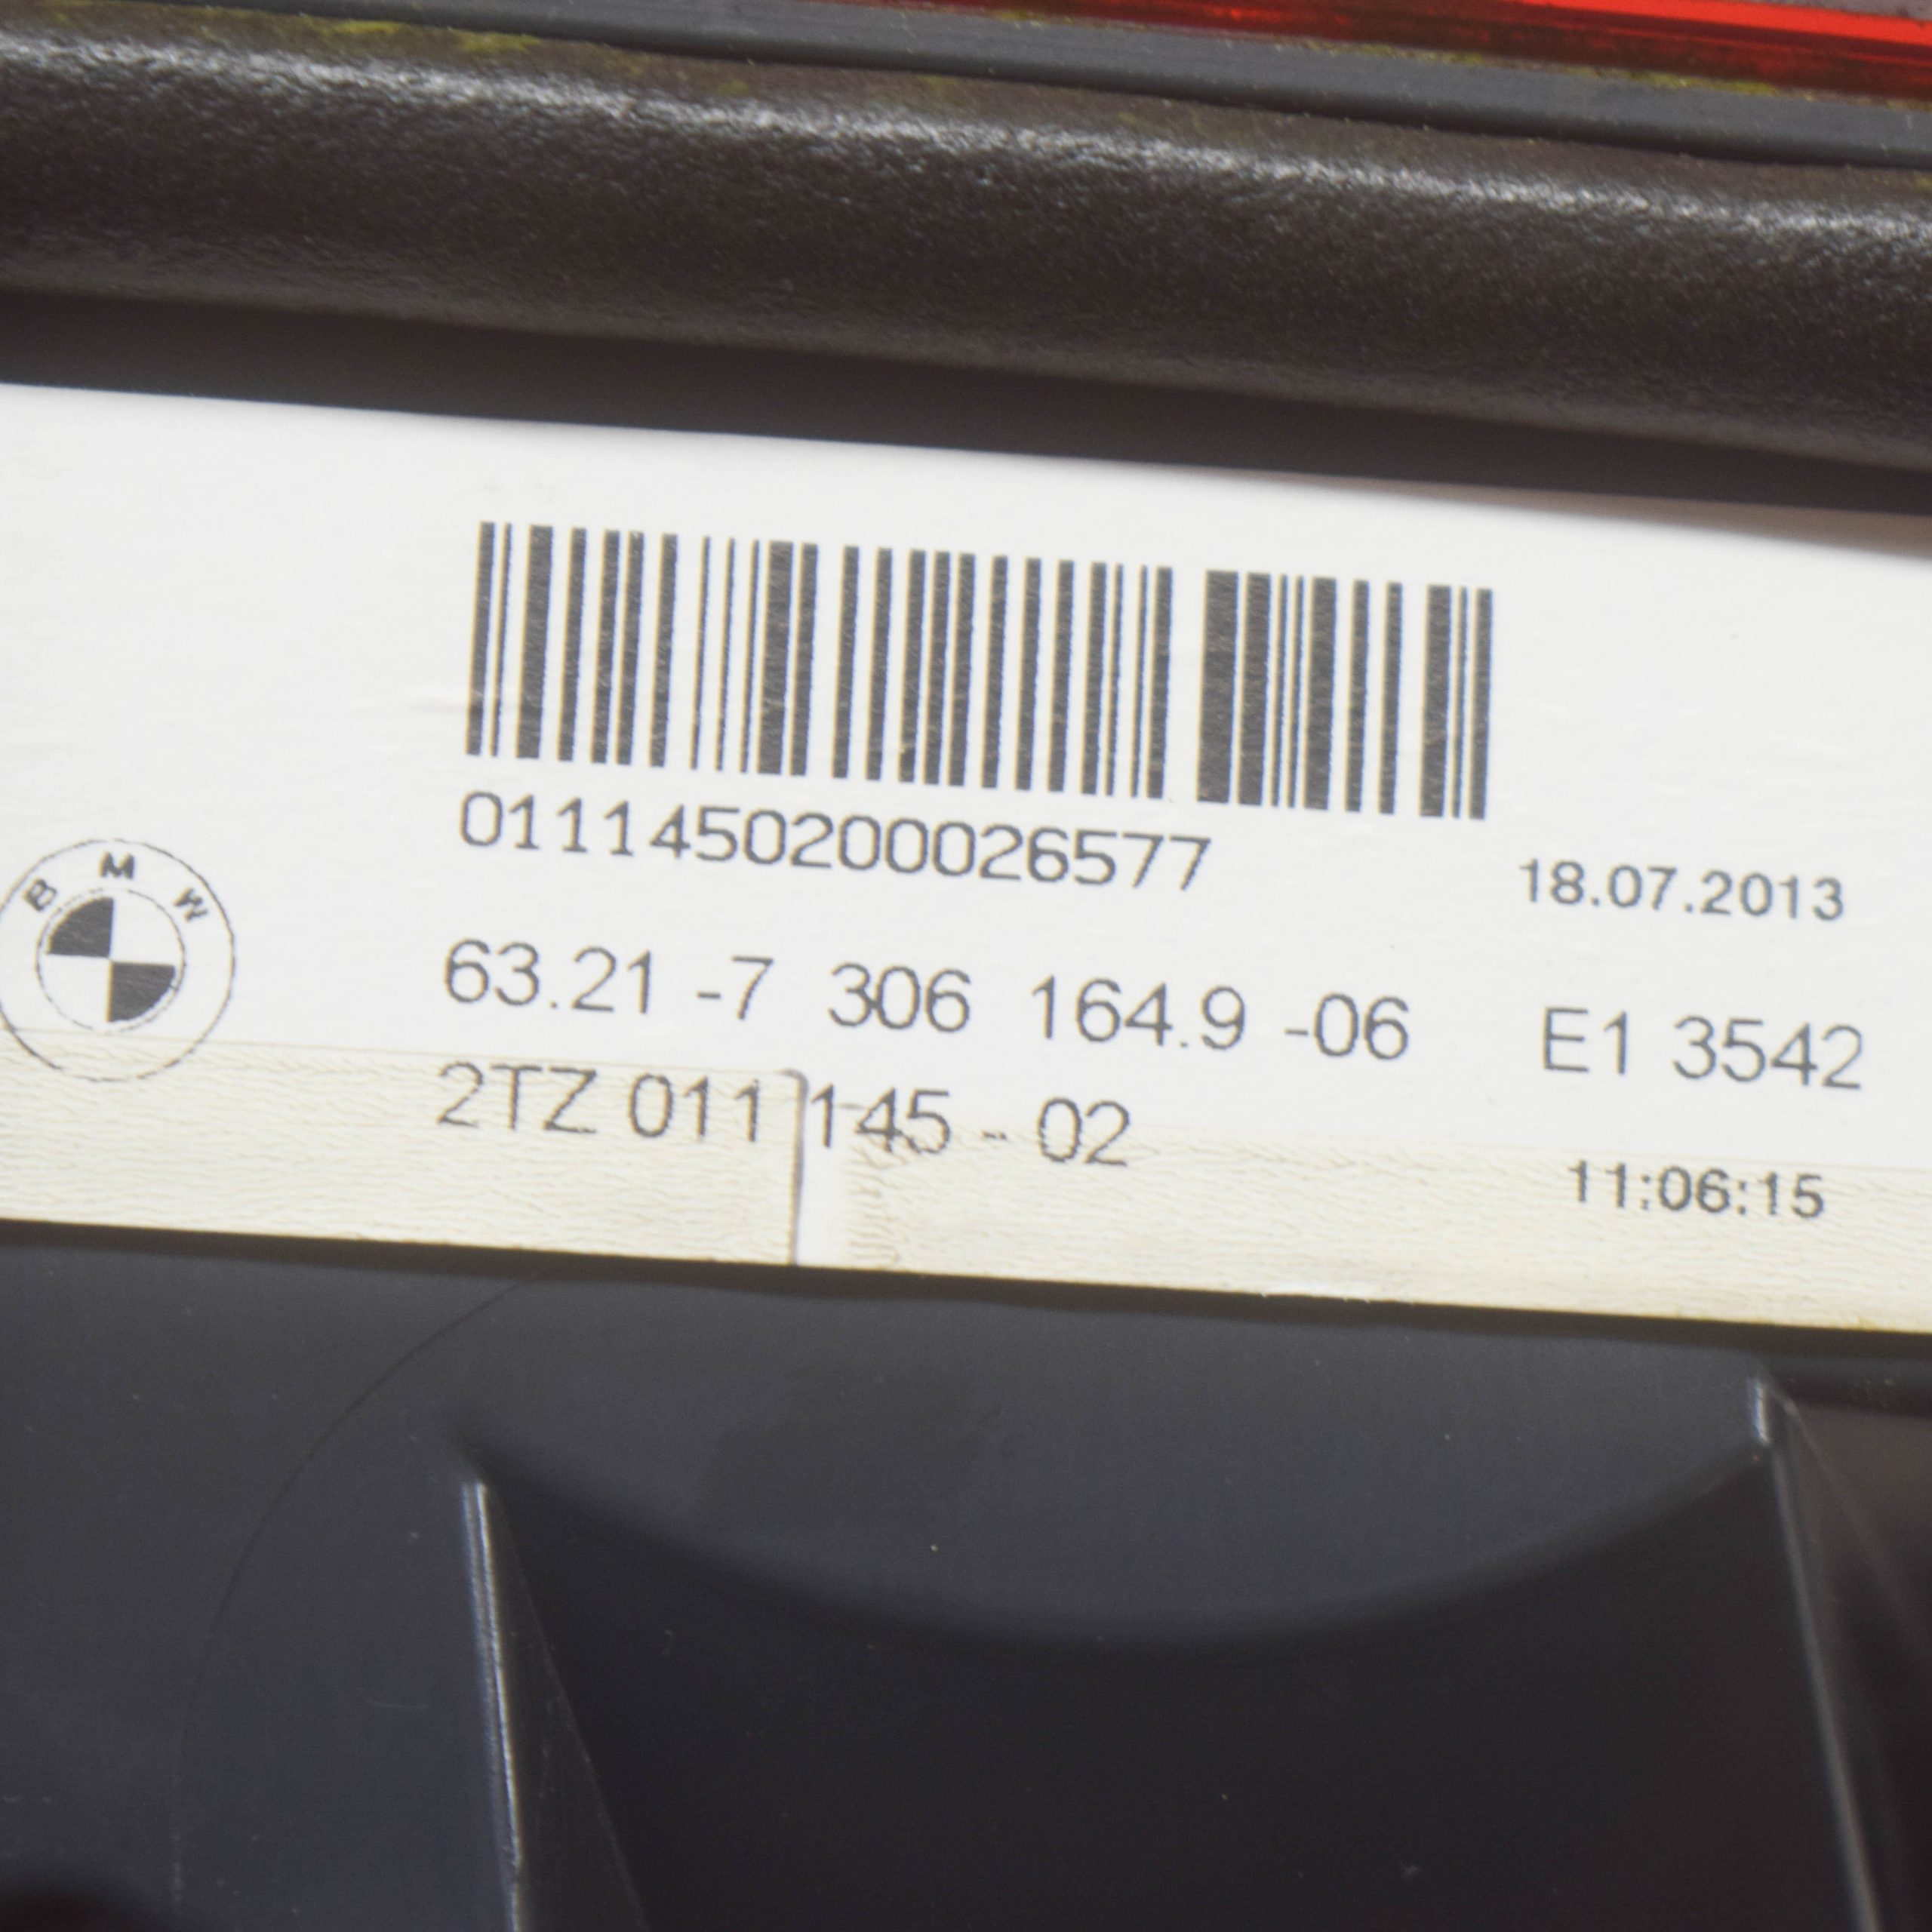 0111450200026577
18.07.2013
BMW
63.21 -7 306 164.9 -06 E1 3542
2TZ 011 145 - 02
11:06:15